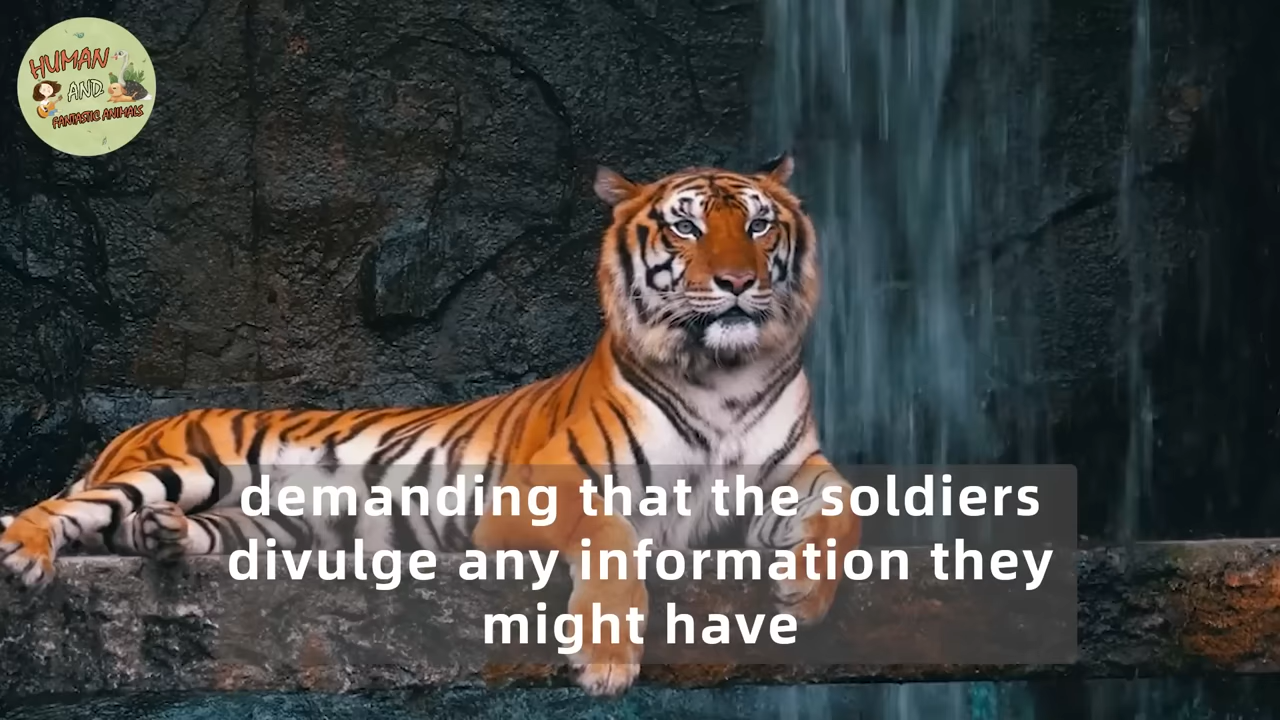 HUMAN
AND
FANTASTIC ANIMALS
demanding that the soldiers
divulge any information they
might have